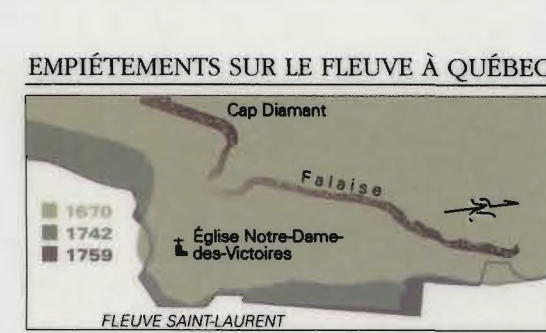 EMPIÉTEMENTS SUR LE FLEUVE À QUÉBEC
Cap Diamant
Falaise
1670
1742
1759
Église Notre-Dame-
des-Victoires
FLEUVE SAINT-LAURENT